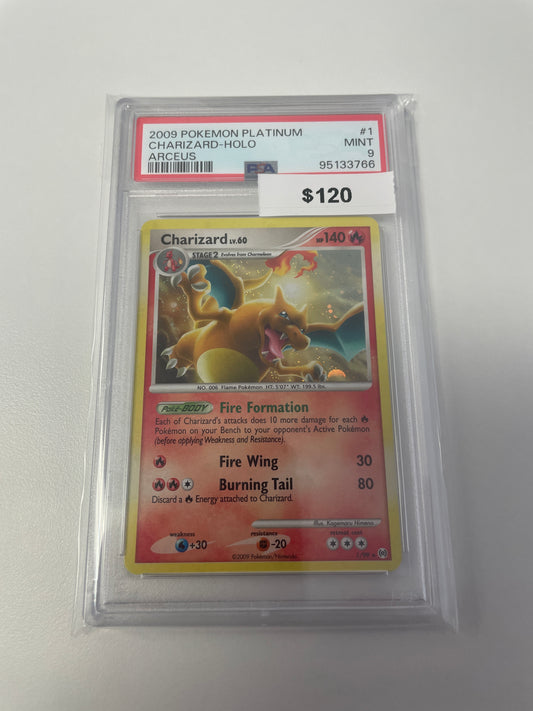 2009 POKEMON PLATINUM #1
CHARIZARD-HOLO MINT
ARCEUS 9
PSA 95133766
$120
Charizard LV.60 HP 140
STAGE 2 Evolves from Charmeleon
NO. 006 Flame Pokémon HT: 5'07" WT: 199.5 lbs.
Poké-BODY Fire Formation
Each of Charizard's attacks does 10 more damage for each
Pokémon on your Bench to your opponent's Active Pokémon
(before applying Weakness and Resistance).
Fire Wing 30
Burning Tail 80
Discard a Energy attached to Charizard.
Illus. Kagemaru Himeno
weakness resistance retreat cost
+30 -20
©2009 Pokémon/Nintendo 1/99